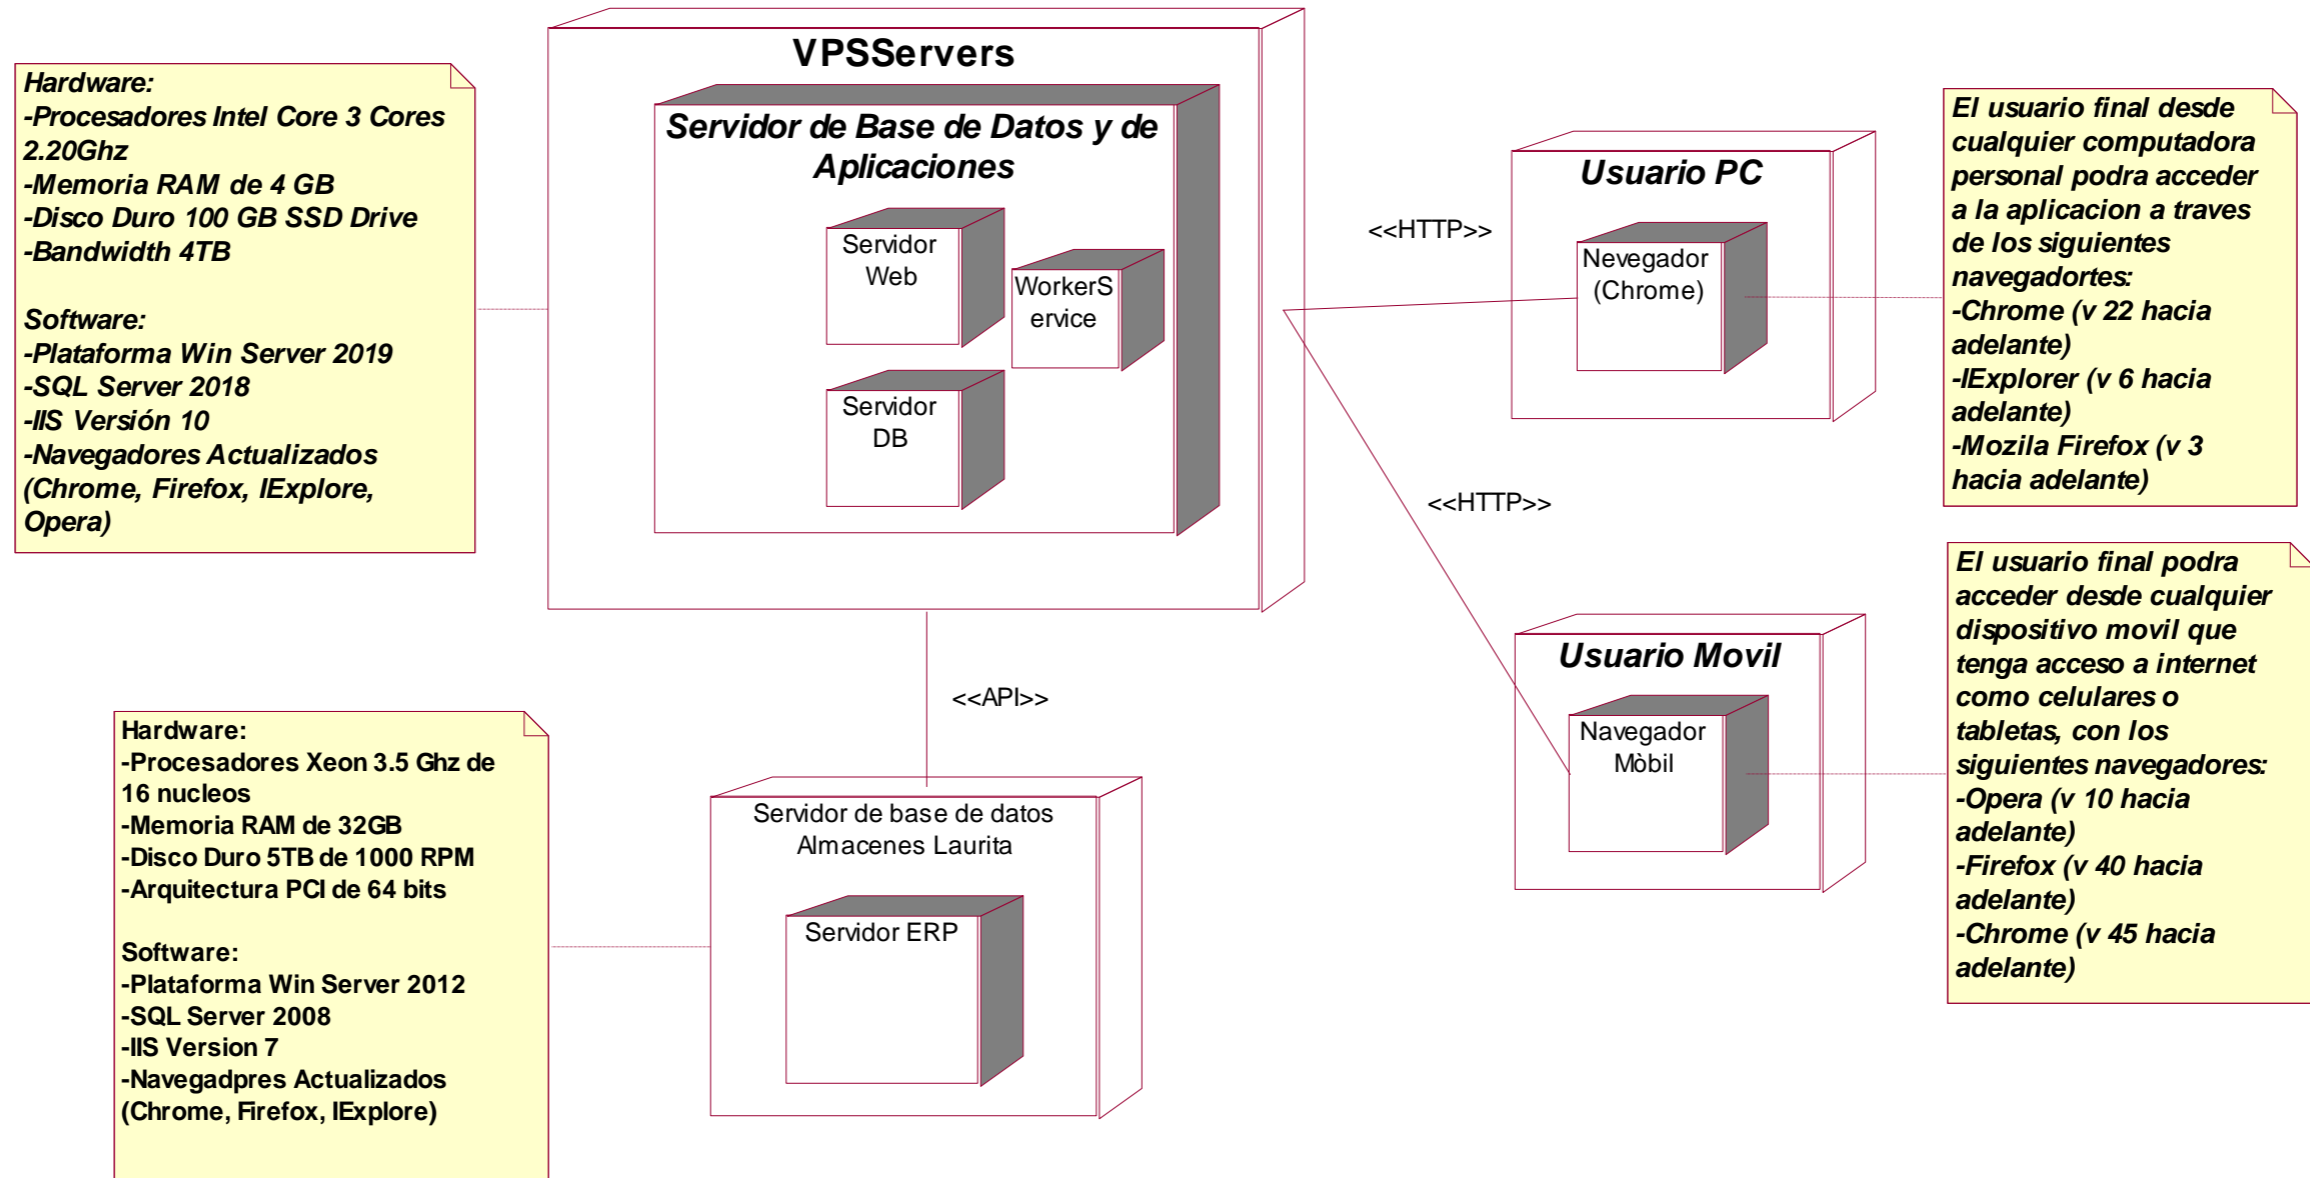 VPSServers
Hardware:
-Procesadores Intel Core 3 Cores
2.20Ghz
-Memoria RAM de 4 GB
-Disco Duro 100 GB SSD Drive
-Bandwidth 4TB
Software:
-Plataforma Win Server 2019
-SQL Server 2018
-IIS Versión 10
-Navegadores Actualizados
(Chrome, Firefox, IExplore,
Opera)
Servidor de Base de Datos y de
Aplicaciones
Servidor
Web
WorkerS
ervice
Servidor
DB
<<HTTP>>
Usuario PC
Nevegador
(Chrome)
El usuario final desde
cualquier computadora
personal podra acceder
a la aplicacion a traves
de los siguientes
navegadortes:
-Chrome (v 22 hacia
adelante)
-IExplorer (v 6 hacia
adelante)
-Mozila Firefox (v 3
hacia adelante)
<<HTTP>>
Usuario Movil
Navegador
Mòbil
El usuario final podra
acceder desde cualquier
dispositivo movil que
tenga acceso a internet
como celulares o
tabletas, con los
siguientes navegadores:
-Opera (v 10 hacia
adelante)
-Firefox (v 40 hacia
adelante)
-Chrome (v 45 hacia
adelante)
<<API>>
Hardware:
-Procesadores Xeon 3.5 Ghz de
16 nucleos
-Memoria RAM de 32GB
-Disco Duro 5TB de 1000 RPM
-Arquitectura PCI de 64 bits
Software:
-Plataforma Win Server 2012
-SQL Server 2008
-IIS Version 7
-Navegadpres Actualizados
(Chrome, Firefox, IExplore)
Servidor de base de datos
Almacenes Laurita
Servidor ERP